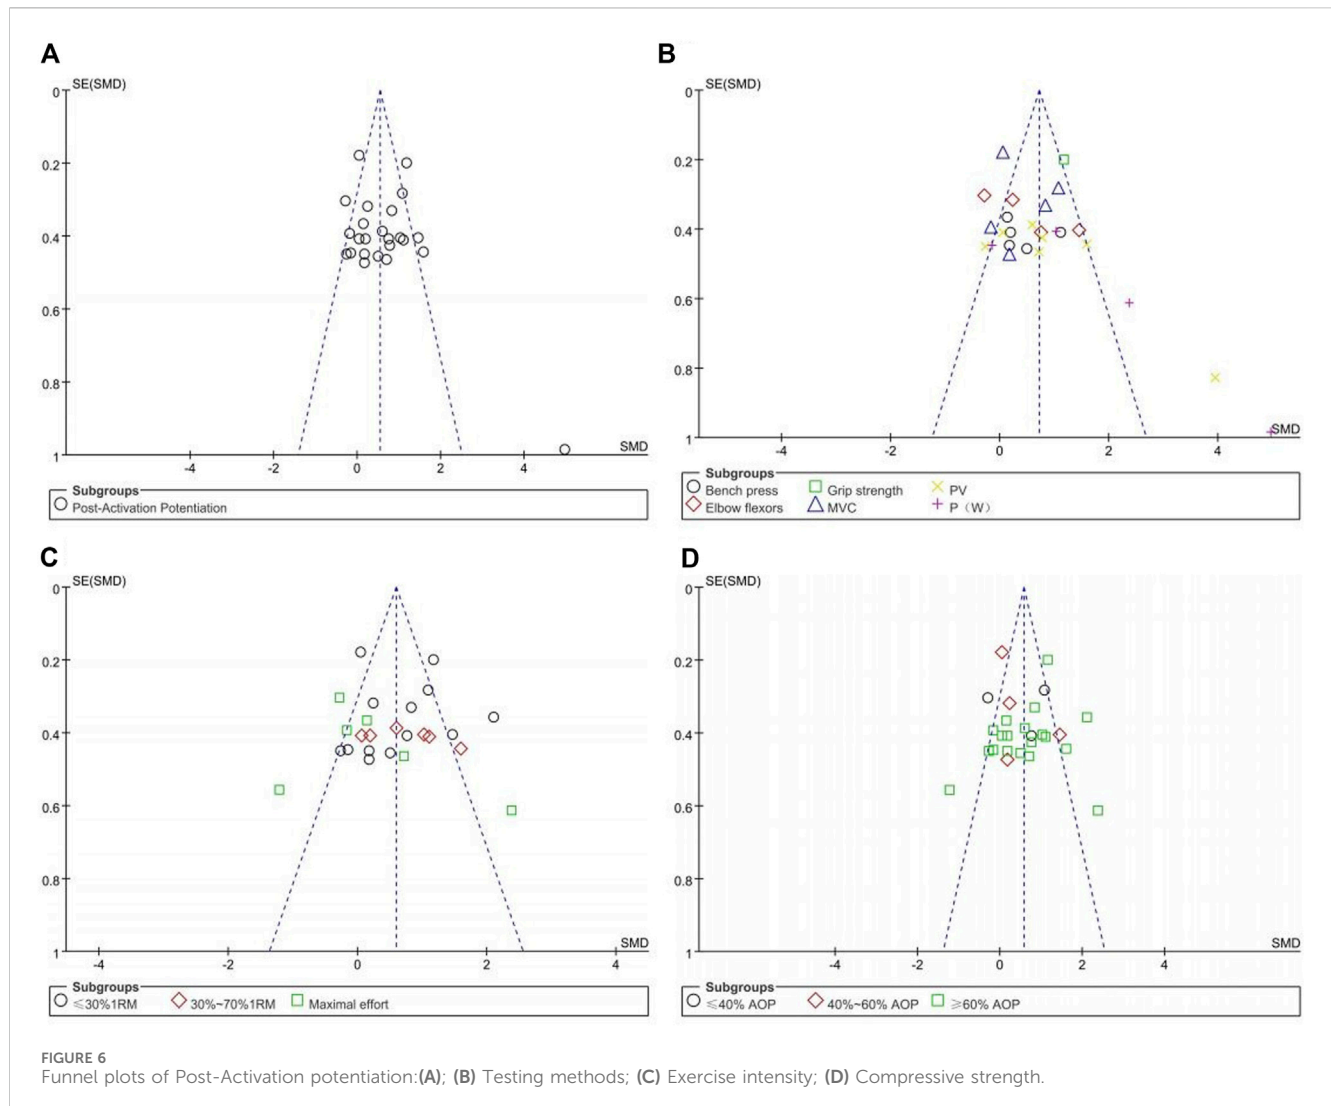 A
SE(SMD)
0
0.2
0.4
0.6
0.8
1
-4
-2
0
2
4
SMD
Subgroups
Post-Activation Potentiation
B
SE(SMD)
0
0.2
0.4
0.6
0.8
1
-4
-2
0
2
4
SMD
Subgroups
Bench press Grip strength PV
Elbow flexors MVC P（W）
C
SE(SMD)
0
0.2
0.4
0.6
0.8
1
-4
-2
0
2
4
SMD
Subgroups
≤30%1RM 30%~70%1RM Maximal effort
D
SE(SMD)
0
0.2
0.4
0.6
0.8
1
-4
-2
0
2
4
SMD
Subgroups
≤40% AOP 40%~60% AOP ≥60% AOP
FIGURE 6
Funnel plots of Post-Activation potentiation:(A); (B) Testing methods; (C) Exercise intensity; (D) Compressive strength.